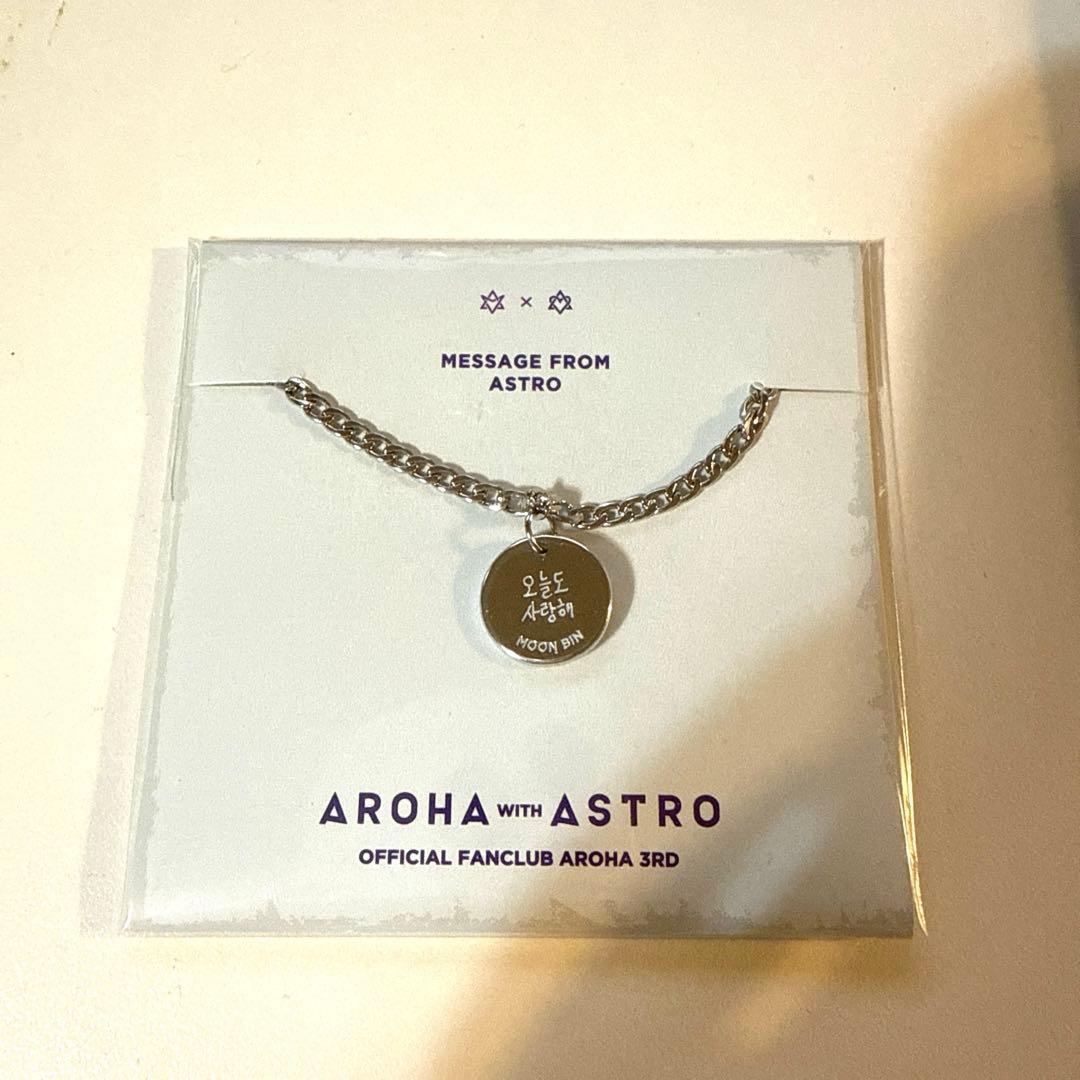 ×
MESSAGE FROM
ASTRO
오늘도
사랑해
MOON BIN
AROHA WITH ASTRO
OFFICIAL FANCLUB AROHA 3RD